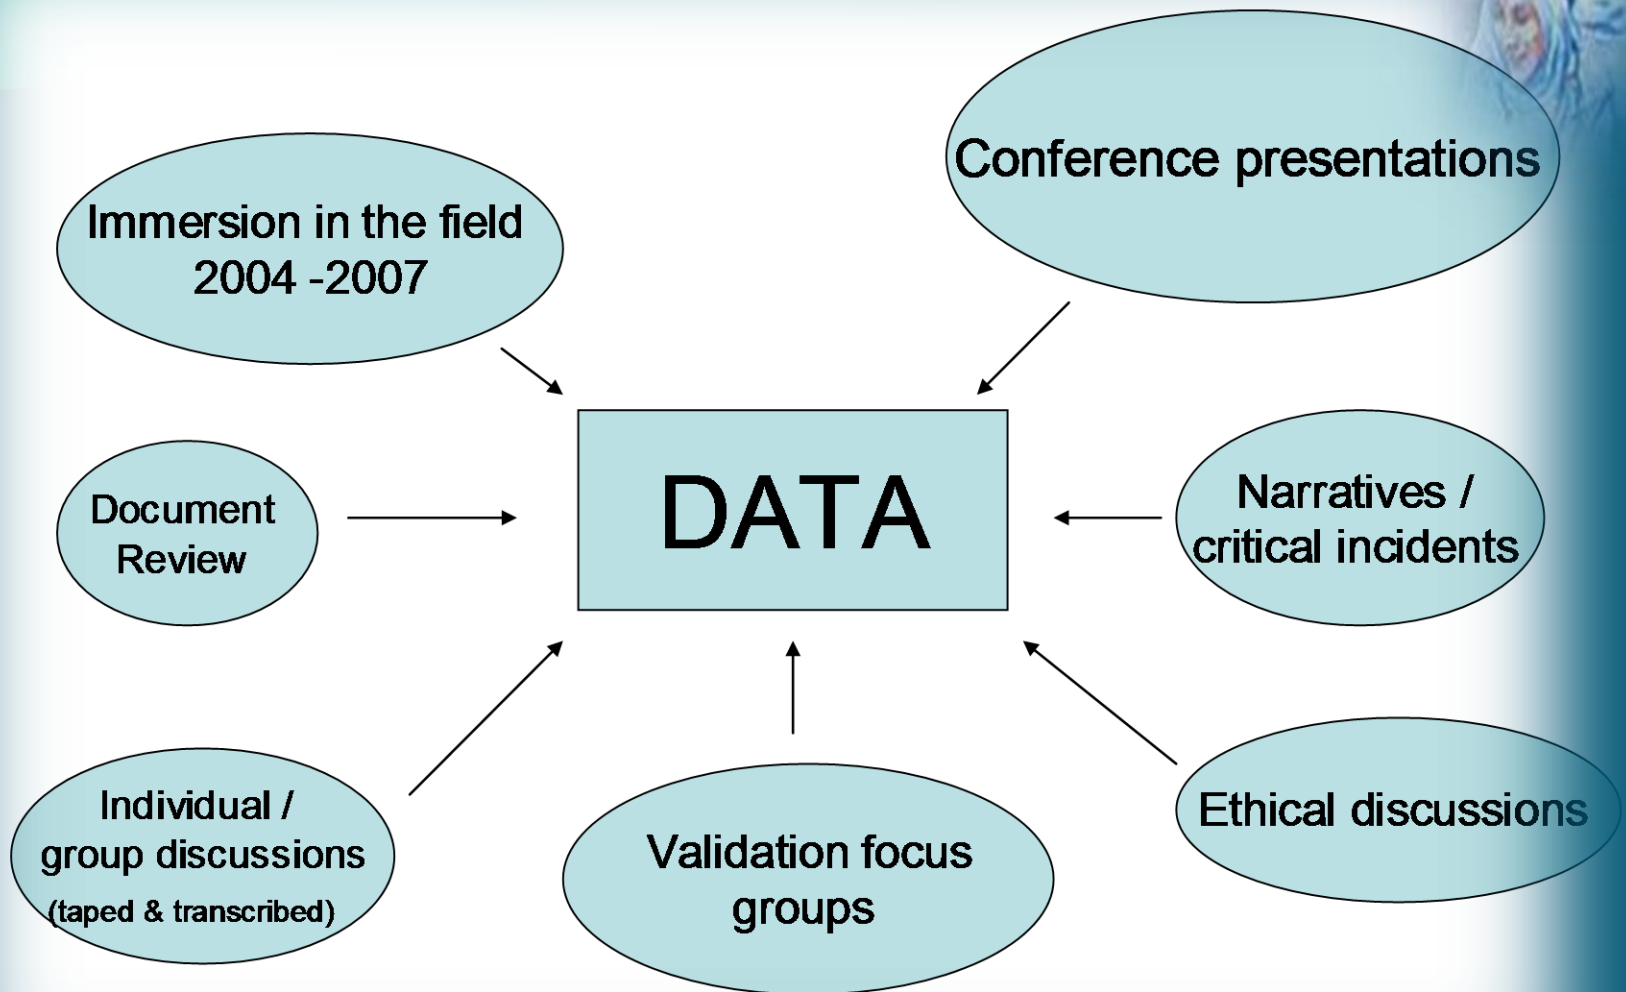 Conference presentations
Immersion in the field
2004 -2007
DATA
Document
Review
Narratives /
critical incidents
Individual /
group discussions
(taped & transcribed)
Validation focus
groups
Ethical discussions